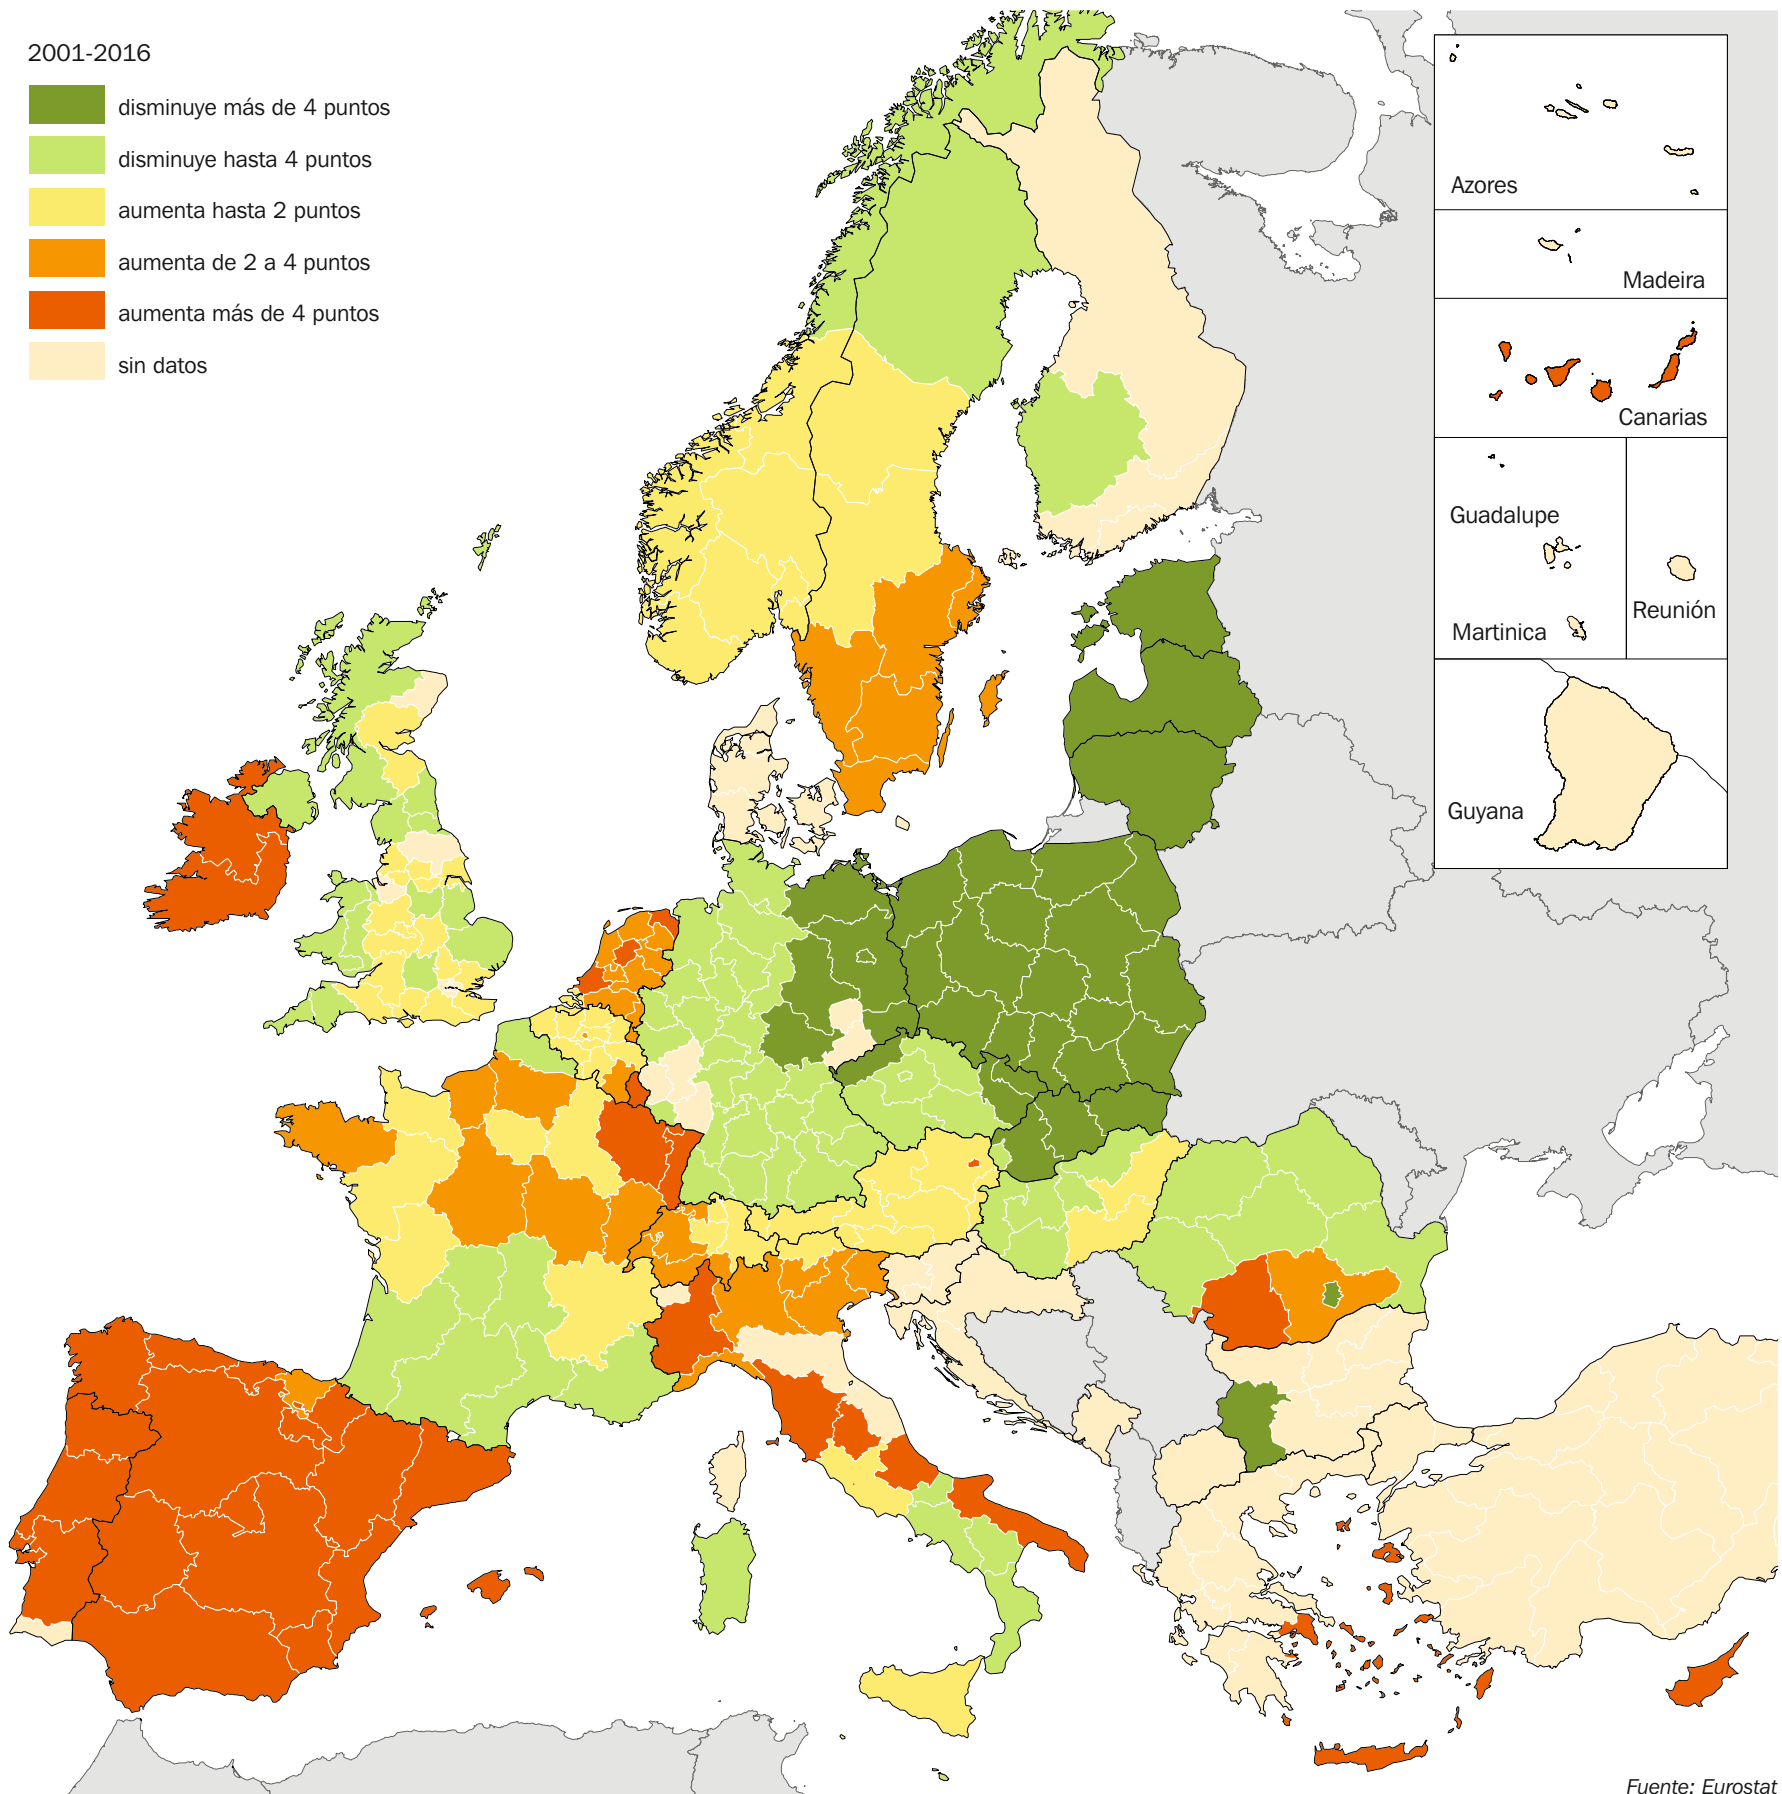 2001-2016
disminuye más de 4 puntos
disminuye hasta 4 puntos
aumenta hasta 2 puntos
aumenta de 2 a 4 puntos
aumenta más de 4 puntos
sin datos
Azores
Madeira
Canarias
Guadalupe
Martinica
Reunión
Guyana
Fuente: Eurostat